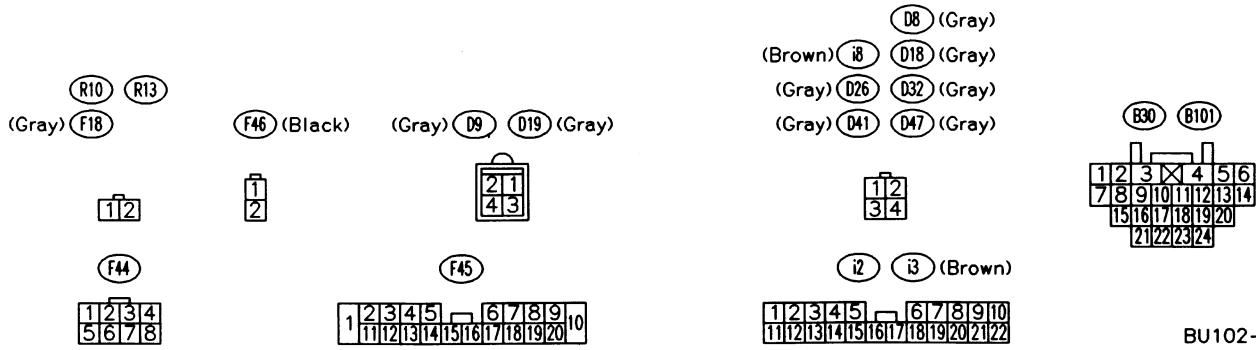 D8 (Gray)
(Brown) i8 D18 (Gray)
R10 R13
(Gray) D26 D32 (Gray)
(Gray) F18
F46 (Black)
(Gray) D9 D19 (Gray)
(Gray) D41 D47 (Gray)
B30 B101
1 2
1
2
2 1
4 3
1 2
3 4
1 2 3 4 5 6
7 8 9 10 11 12 13 14
15 16 17 18 19 20
21 22 23 24
F44
F45
i2 i3 (Brown)
1 2 3 4
5 6 7 8
1 2 3 4 5 6 7 8 9 10
11 12 13 14 15 16 17 18 19 20
1 2 3 4 5 6 7 8 9 10
11 12 13 14 15 16 17 18 19 20 21 22
BU102-